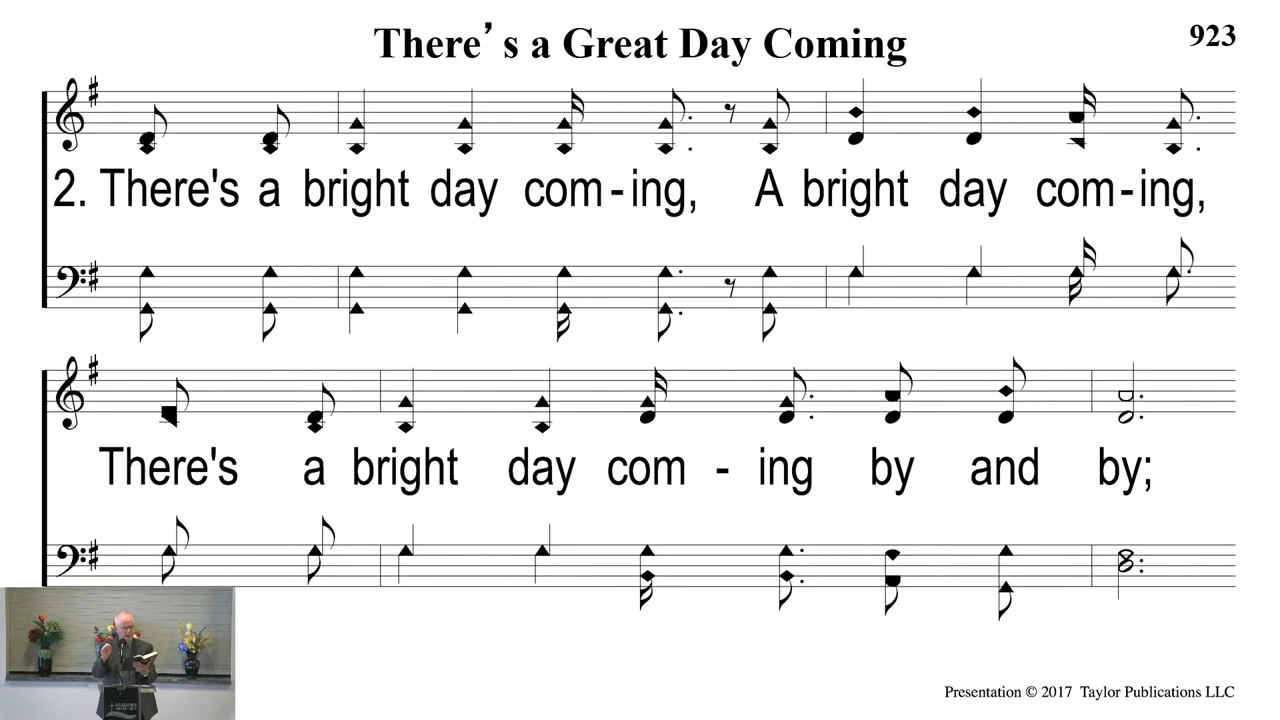 There's a Great Day Coming
923
2. There's a bright day com-ing, A bright day com-ing,
There's a bright day com - ing by and by;
Presentation © 2017 Taylor Publications LLC